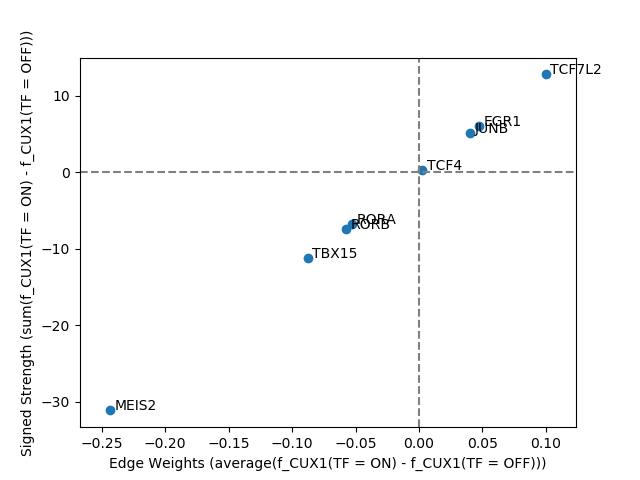 TCF7L2
EGR1
JUNB
TCF4
RORA
RORB
TBX15
MEIS2
10
0
−10
−20
−30
−0.25
−0.20
−0.15
−0.10
−0.05
0.00
0.05
0.10
Edge Weights (average(f_CUX1(TF = ON) - f_CUX1(TF = OFF)))
Signed Strength (sum(f_CUX1(TF = ON) - f_CUX1(TF = OFF)))